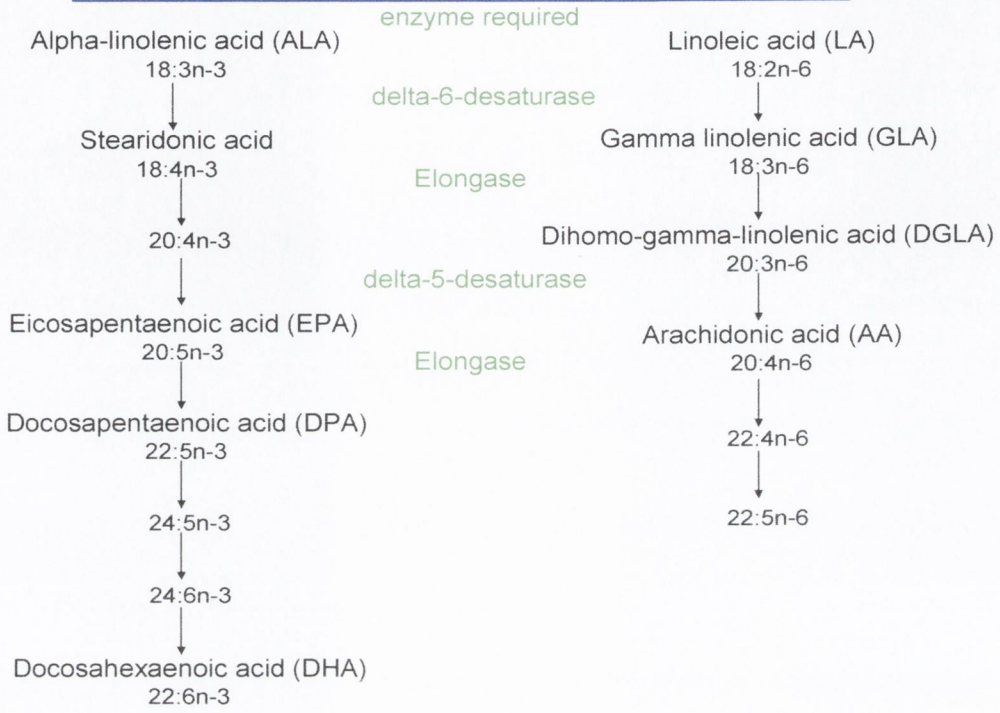 enzyme required
Alpha-linolenic acid (ALA)
18:3n-3
Linoleic acid (LA)
18:2n-6
delta-6-desaturase
Stearidonic acid
18:4n-3
Gamma linolenic acid (GLA)
18:3n-6
Elongase
20:4n-3
Dihomo-gamma-linolenic acid (DGLA)
20:3n-6
delta-5-desaturase
Eicosapentaenoic acid (EPA)
20:5n-3
Arachidonic acid (AA)
20:4n-6
Elongase
Docosapentaenoic acid (DPA)
22:5n-3
22:4n-6
24:5n-3
22:5n-6
24:6n-3
Docosahexaenoic acid (DHA)
22:6n-3